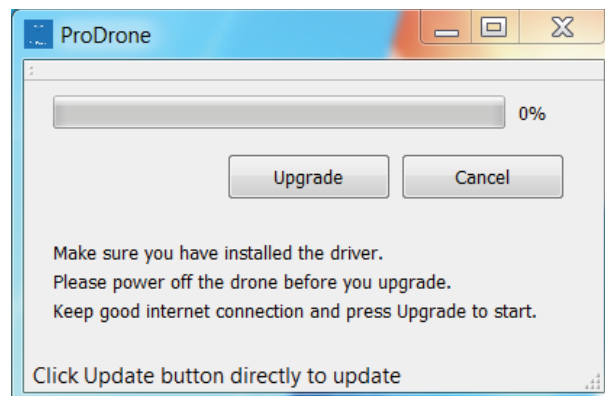 ProDrone
0%
Upgrade Cancel
Make sure you have installed the driver.
Please power off the drone before you upgrade.
Keep good internet connection and press Upgrade to start.
Click Update button directly to update